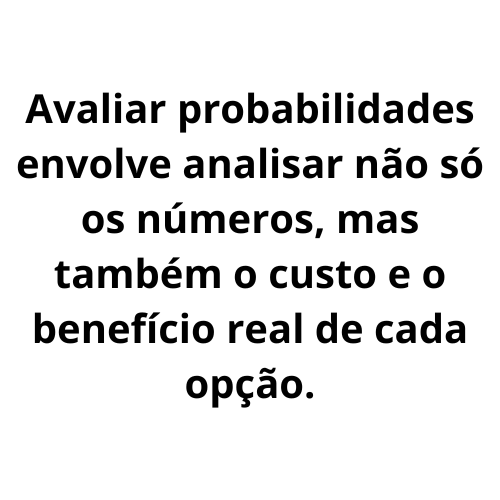 Avaliar probabilidades
envolve analisar não só
os números, mas
também o custo e o
benefício real de cada
opção.